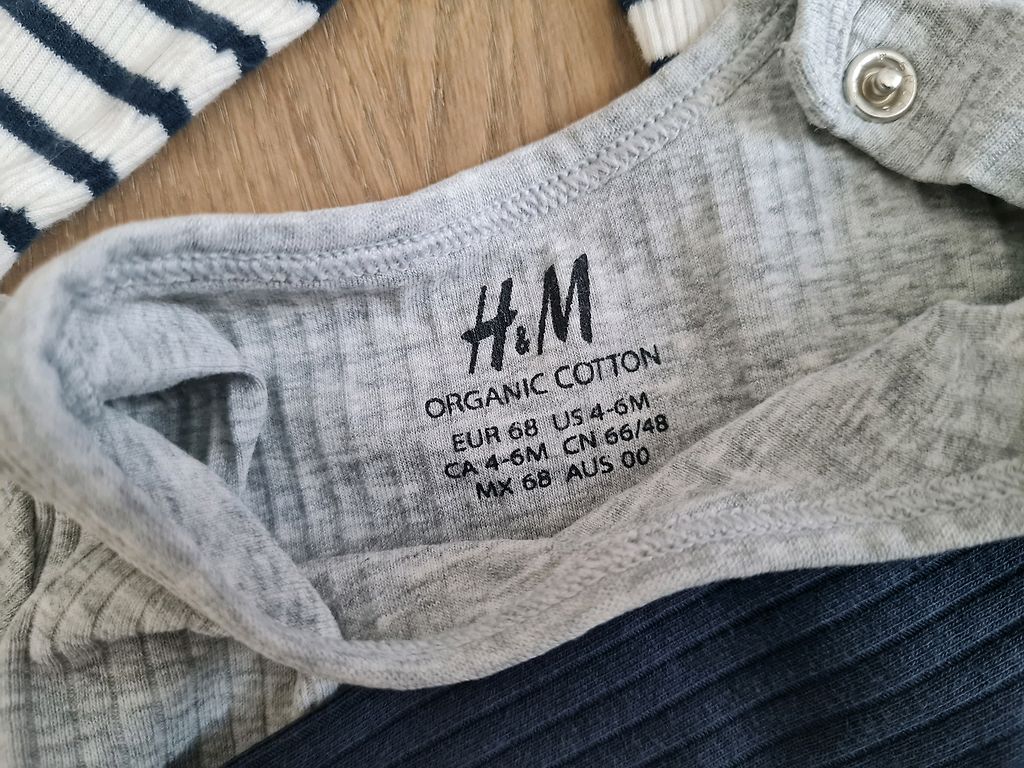 H&M
ORGANIC COTTON
EUR 68 US 4-6M
CA 4-6M CN 66/48
MX 68 AUS 00